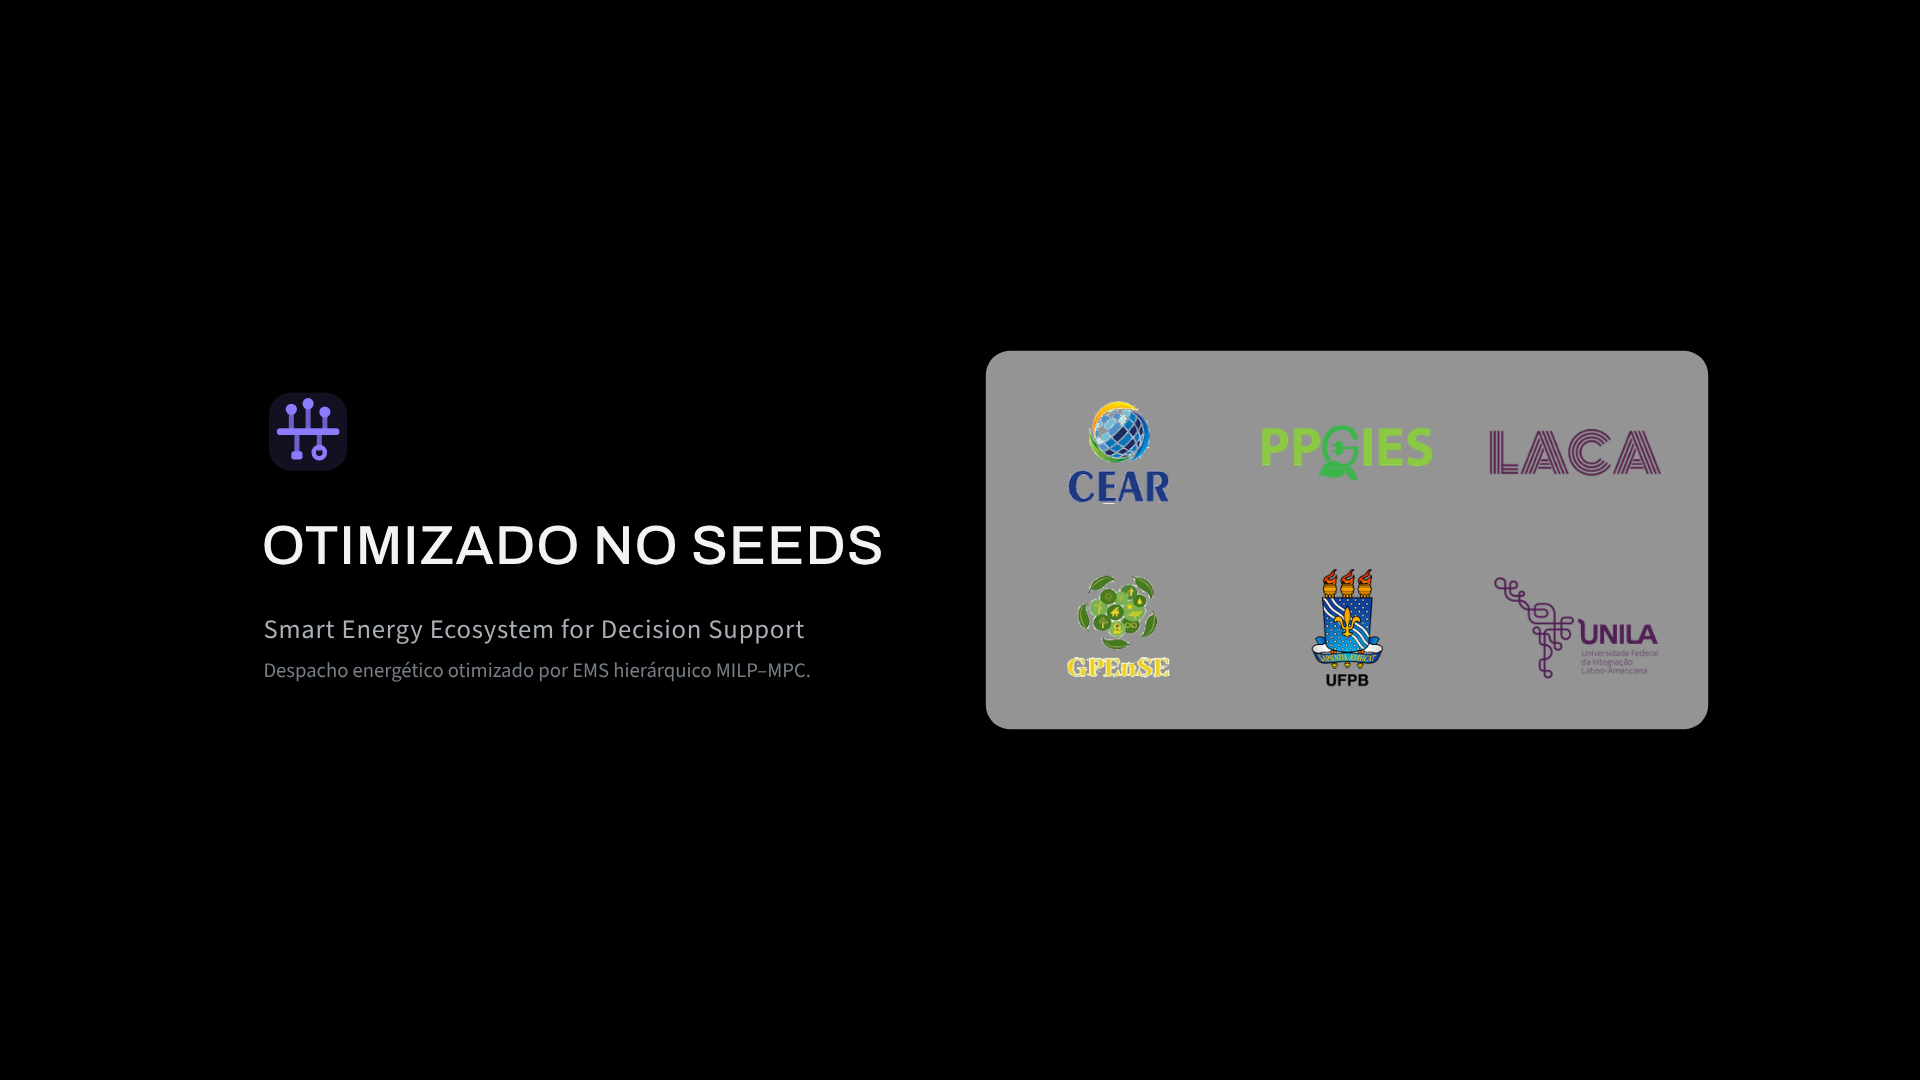 OTIMIZADO NO SEEDS
Smart Energy Ecosystem for Decision Support
Despacho energético otimizado por EMS hierárquico MILP–MPC.
CEAR
PPGIES
LACA
GPEnSE
UFPB
UNILA
Universidade Federal
da Integração
Latino-Americana